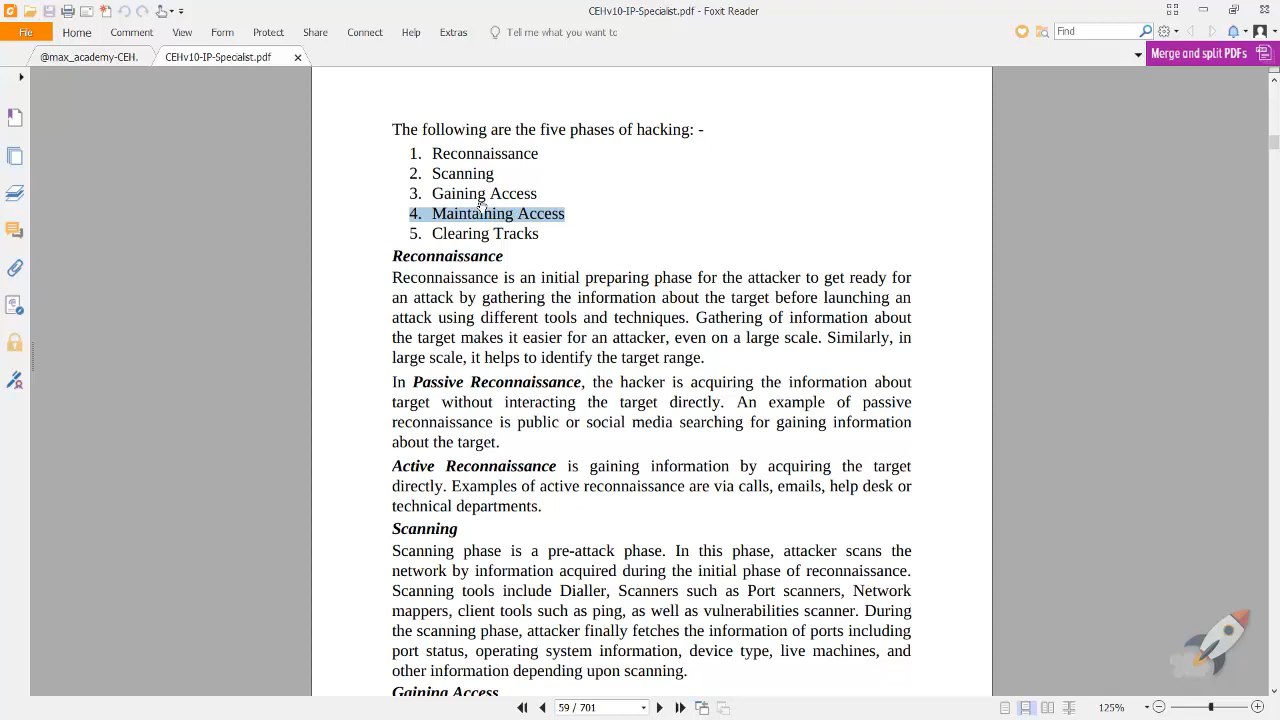 CEHv10-IP-Specialist.pdf - Foxit Reader
File Home Comment View Form Protect Share Connect Help Extras Tell me what you want to Find
@max_academy-CEH. CEHv10-IP-Specialist.pdf Merge and split PDFs
The following are the five phases of hacking: -
1. Reconnaissance
2. Scanning
3. Gaining Access
4. Maintaining Access
5. Clearing Tracks
Reconnaissance
Reconnaissance is an initial preparing phase for the attacker to get ready for
an attack by gathering the information about the target before launching an
attack using different tools and techniques. Gathering of information about
the target makes it easier for an attacker, even on a large scale. Similarly, in
large scale, it helps to identify the target range.
In Passive Reconnaissance, the hacker is acquiring the information about
target without interacting the target directly. An example of passive
reconnaissance is public or social media searching for gaining information
about the target.
Active Reconnaissance is gaining information by acquiring the target
directly. Examples of active reconnaissance are via calls, emails, help desk or
technical departments.
Scanning
Scanning phase is a pre-attack phase. In this phase, attacker scans the
network by information acquired during the initial phase of reconnaissance.
Scanning tools include Dialler, Scanners such as Port scanners, Network
mappers, client tools such as ping, as well as vulnerabilities scanner. During
the scanning phase, attacker finally fetches the information of ports including
port status, operating system information, device type, live machines, and
other information depending upon scanning.
Gaining Access
59 / 701 125%